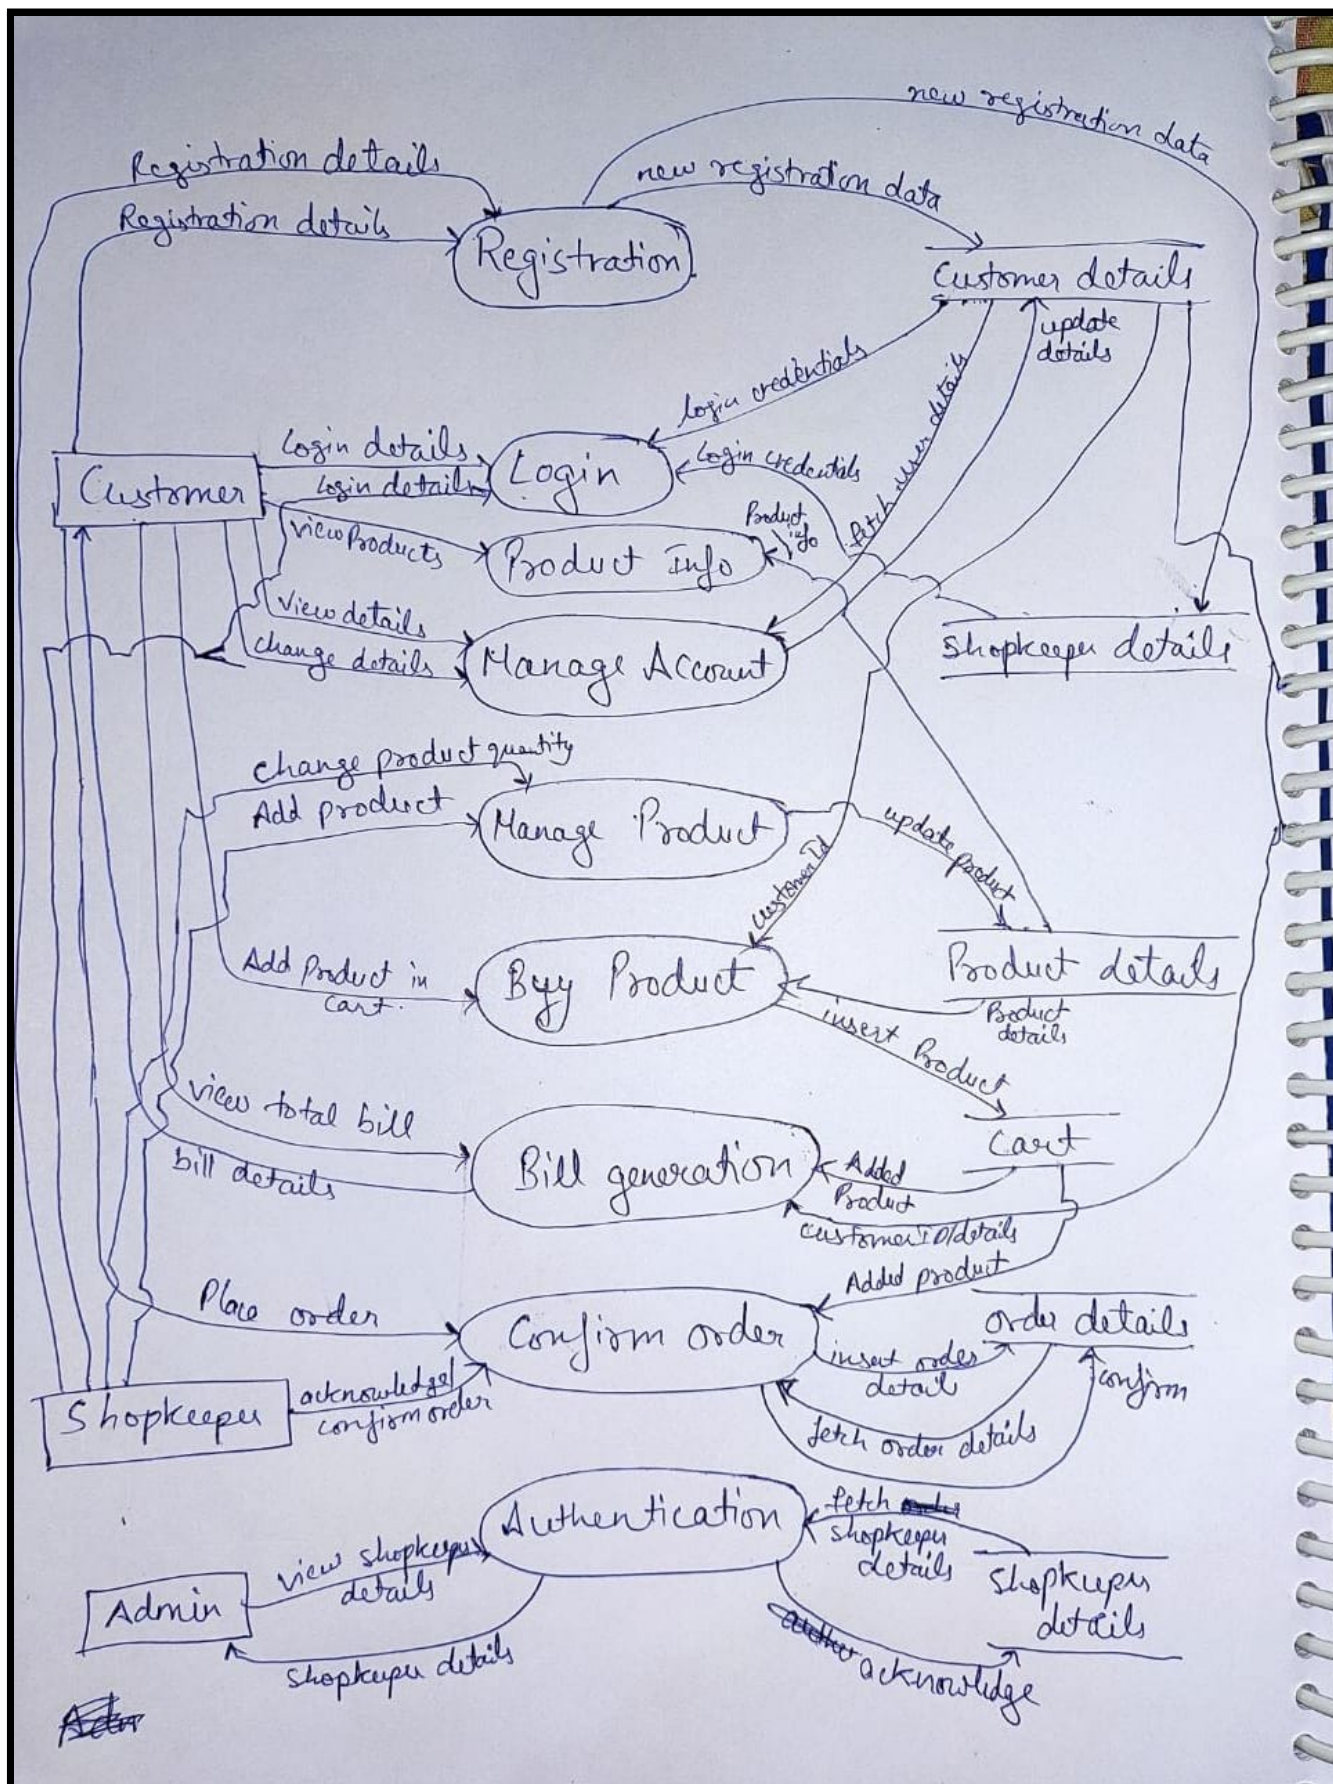 new registration data
Registration details
new registration data
Registration details
Registration
Customer details
update
details
login credentials
fetch user details
Login details
Login credentials
Customer
Login details
Login
Product
info
View Products
Product Info
View details
Shopkeeper details
change details
Manage Account
change product quantity
Add product
Manage Product
update product
Customer Id
Add Product in
cart.
Byy Product
Product details
Product
details
insert Product
view total bill
Cart
bill details
Bill generation
Added
Product
Customer ID/details
Added product
Place order
Confirm order
order details
insert order
detail
confirm
acknowledge/
confirm order
Shopkeeper
fetch order details
Authentication
fetch
shopkeeper
details
view shopkeeper
details
Shopkeeper
details
Admin
Shopkeeper details
acknowledge